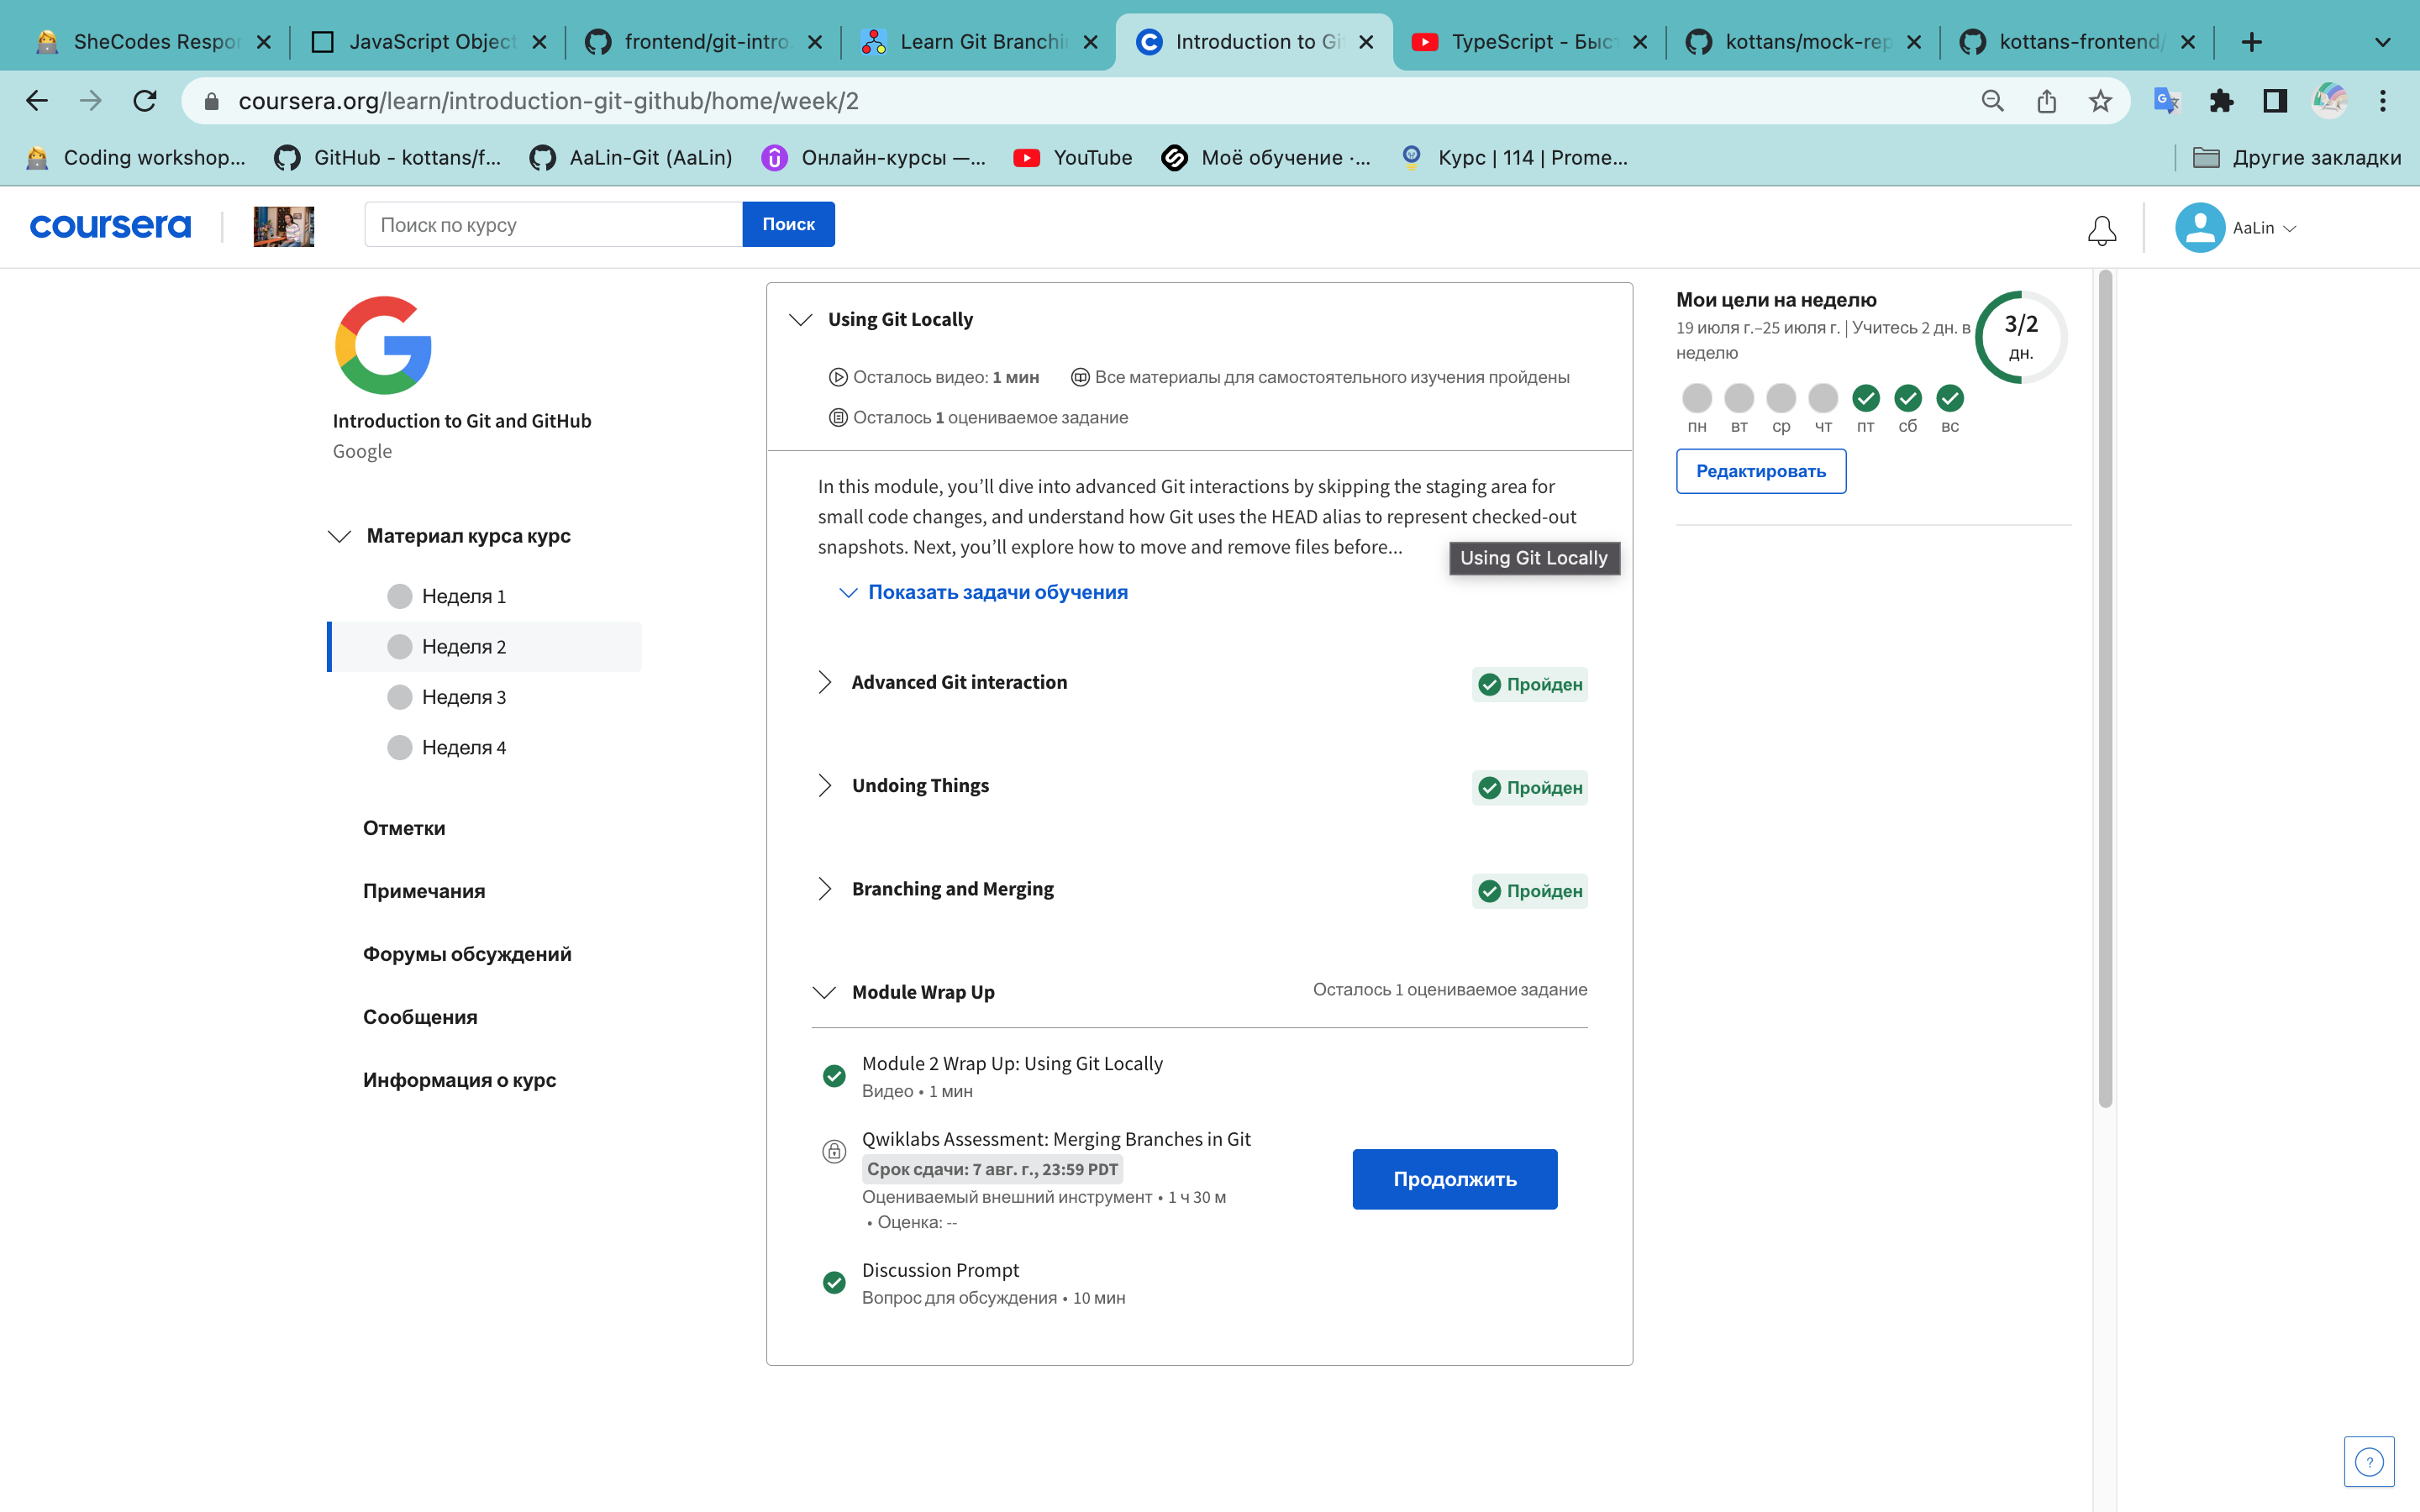 SheCodes Respor
JavaScript Object
frontend/git-intro.
Learn Git Branchi
Introduction to Gi
TypeScript - Быст
kottans/mock-rep
kottans-frontend/
coursera.org/learn/introduction-git-github/home/week/2
Coding workshop...
GitHub - kottans/f...
AaLin-Git (AaLin)
Онлайн-курсы —...
YouTube
Моё обучение ·...
Курс | 114 | Prome...
Другие закладки
coursera
Поиск по курсу
Поиск
AaLin
Introduction to Git and GitHub
Google
Материал курса курс
Неделя 1
Неделя 2
Неделя 3
Неделя 4
Отметки
Примечания
Форумы обсуждений
Сообщения
Информация о курс
Using Git Locally
Осталось видео: 1 мин
Все материалы для самостоятельного изучения пройдены
Осталось 1 оцениваемое задание
In this module, you’ll dive into advanced Git interactions by skipping the staging area for
small code changes, and understand how Git uses the HEAD alias to represent checked-out
snapshots. Next, you’ll explore how to move and remove files before...
Using Git Locally
Показать задачи обучения
Advanced Git interaction
Пройден
Undoing Things
Пройден
Branching and Merging
Пройден
Module Wrap Up
Осталось 1 оцениваемое задание
Module 2 Wrap Up: Using Git Locally
Видео • 1 мин
Qwiklabs Assessment: Merging Branches in Git
Срок сдачи: 7 авг. г., 23:59 PDT
Оцениваемый внешний инструмент • 1 ч 30 м
• Оценка: --
Продолжить
Discussion Prompt
Вопрос для обсуждения • 10 мин
Мои цели на неделю
19 июля г.–25 июля г. | Учитесь 2 дн. в
неделю
3/2
дн.
пн вт ср чт пт сб вс
Редактировать